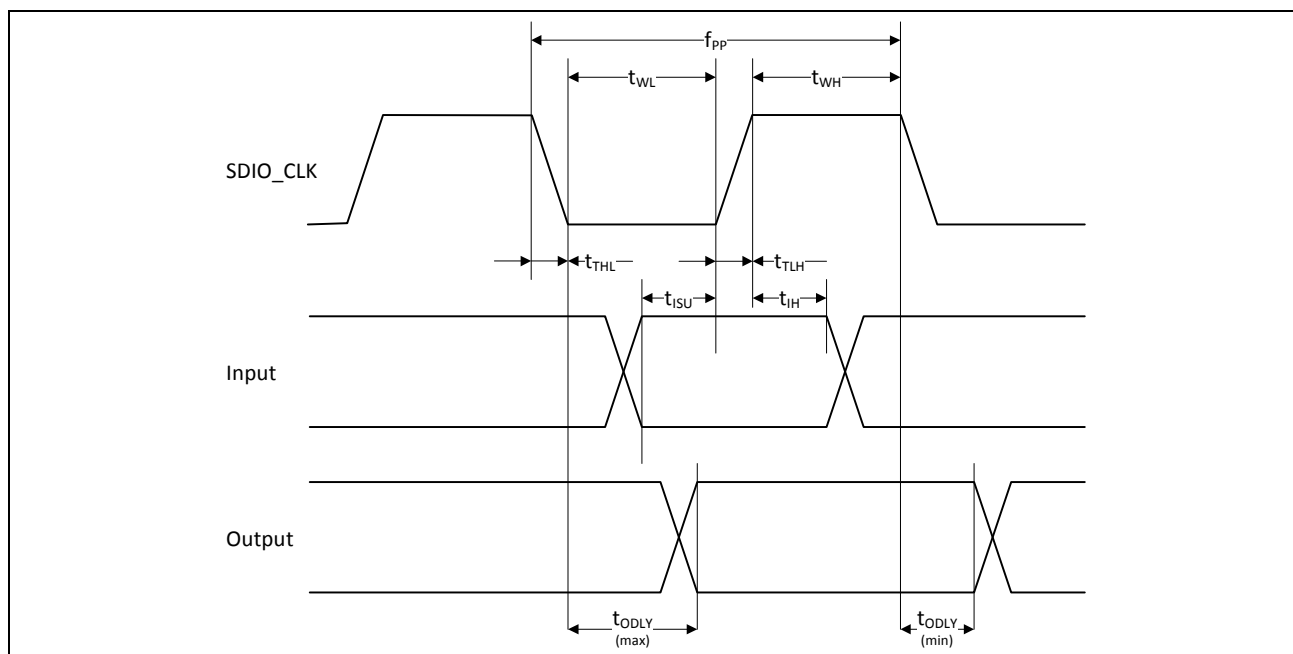 fPP
tWL
tWH
SDIO_CLK
tTHL
tTLH
tISU
tIH
Input
Output
tODLY
(max)
tODLY
(min)